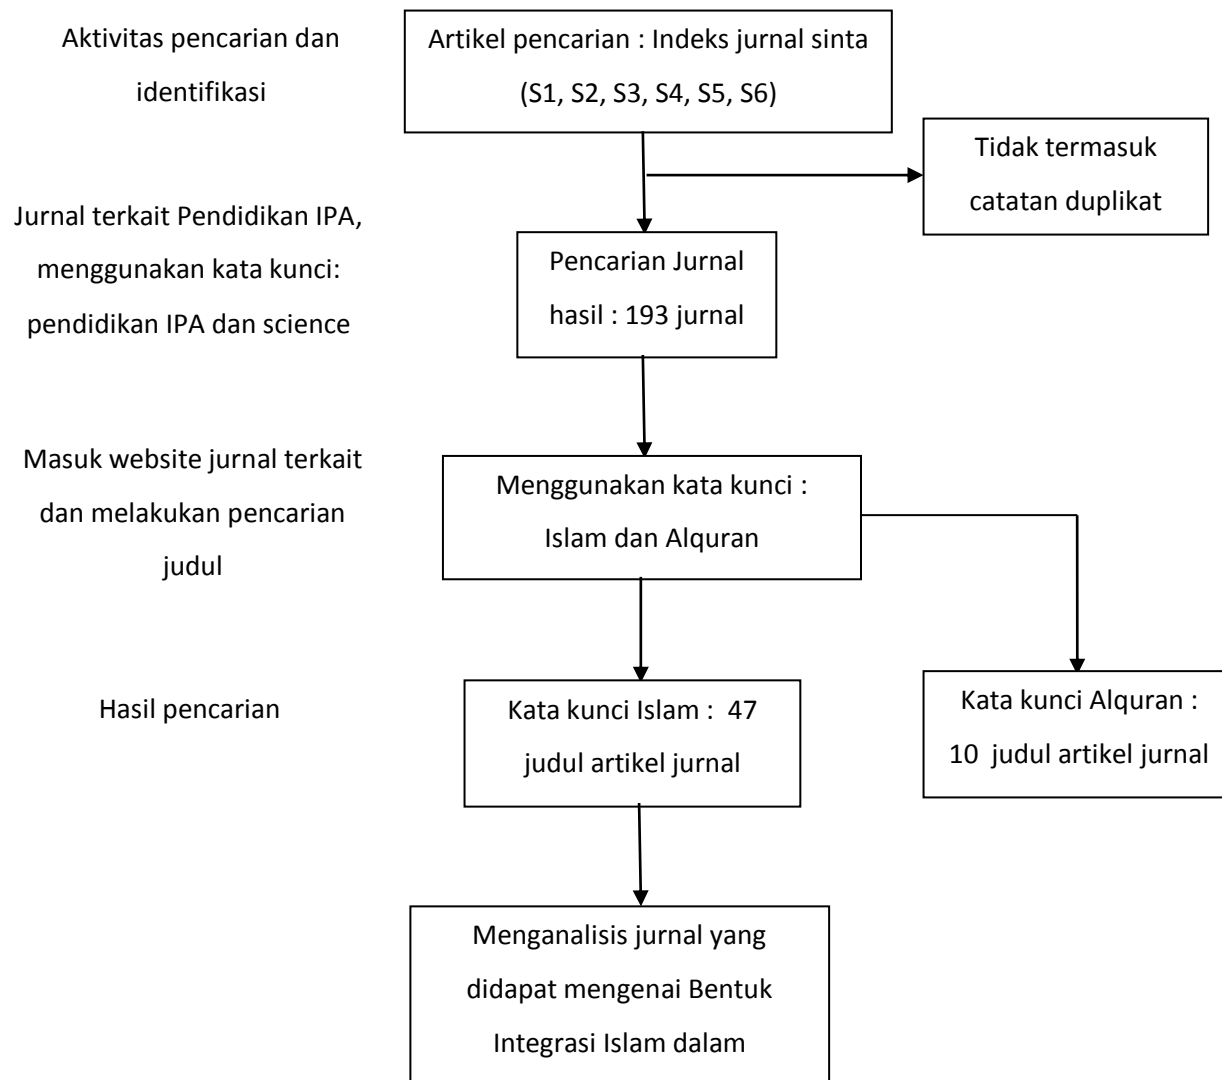 Aktivitas pencarian dan
identifikasi
Artikel pencarian : Indeks jurnal sinta
(S1, S2, S3, S4, S5, S6)
Tidak termasuk
catatan duplikat
Jurnal terkait Pendidikan IPA,
menggunakan kata kunci:
pendidikan IPA dan science
Pencarian Jurnal
hasil : 193 jurnal
Masuk website jurnal terkait
dan melakukan pencarian
judul
Menggunakan kata kunci :
Islam dan Alquran
Hasil pencarian
Kata kunci Islam : 47
judul artikel jurnal
Kata kunci Alquran :
10 judul artikel jurnal
Menganalisis jurnal yang
didapat mengenai Bentuk
Integrasi Islam dalam